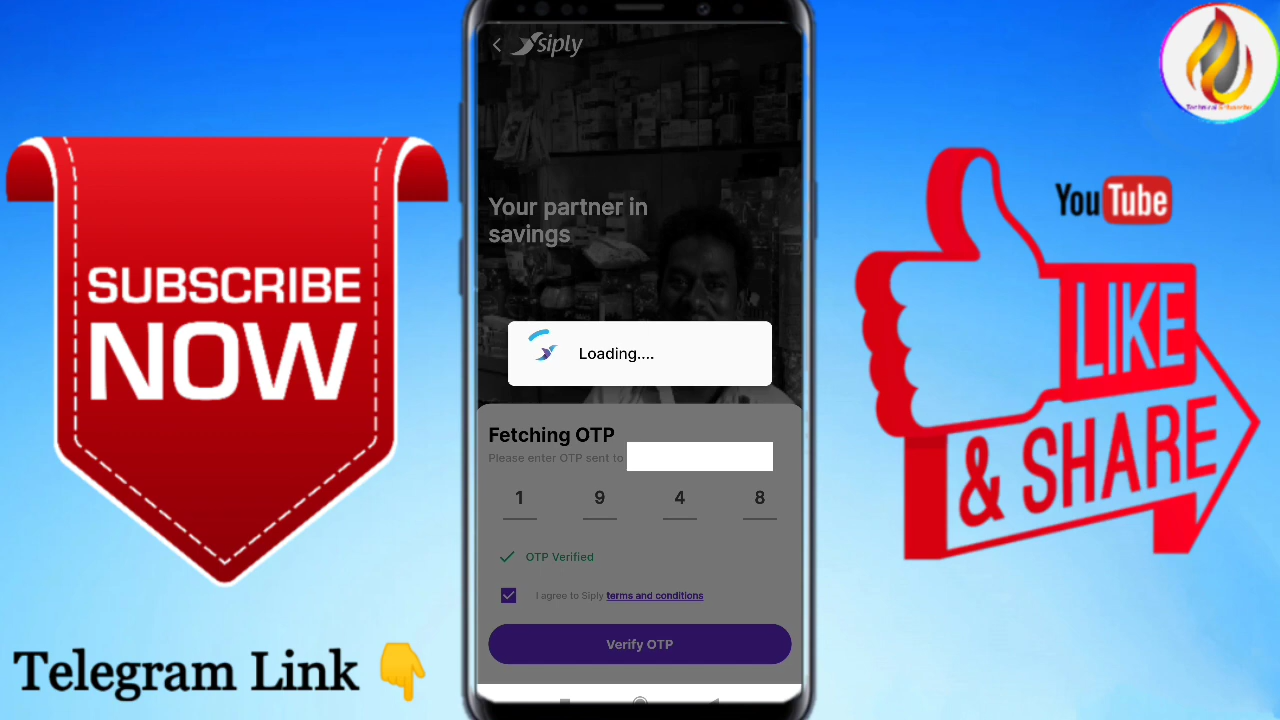 siply
Your partner in
savings
Loading....
Fetching OTP
Please enter OTP sent to
1 9 4 8
OTP Verified
I agree to Siply terms and conditions
Verify OTP
SUBSCRIBE
NOW
Telegram Link 👇
YouTube
LIKE
& SHARE